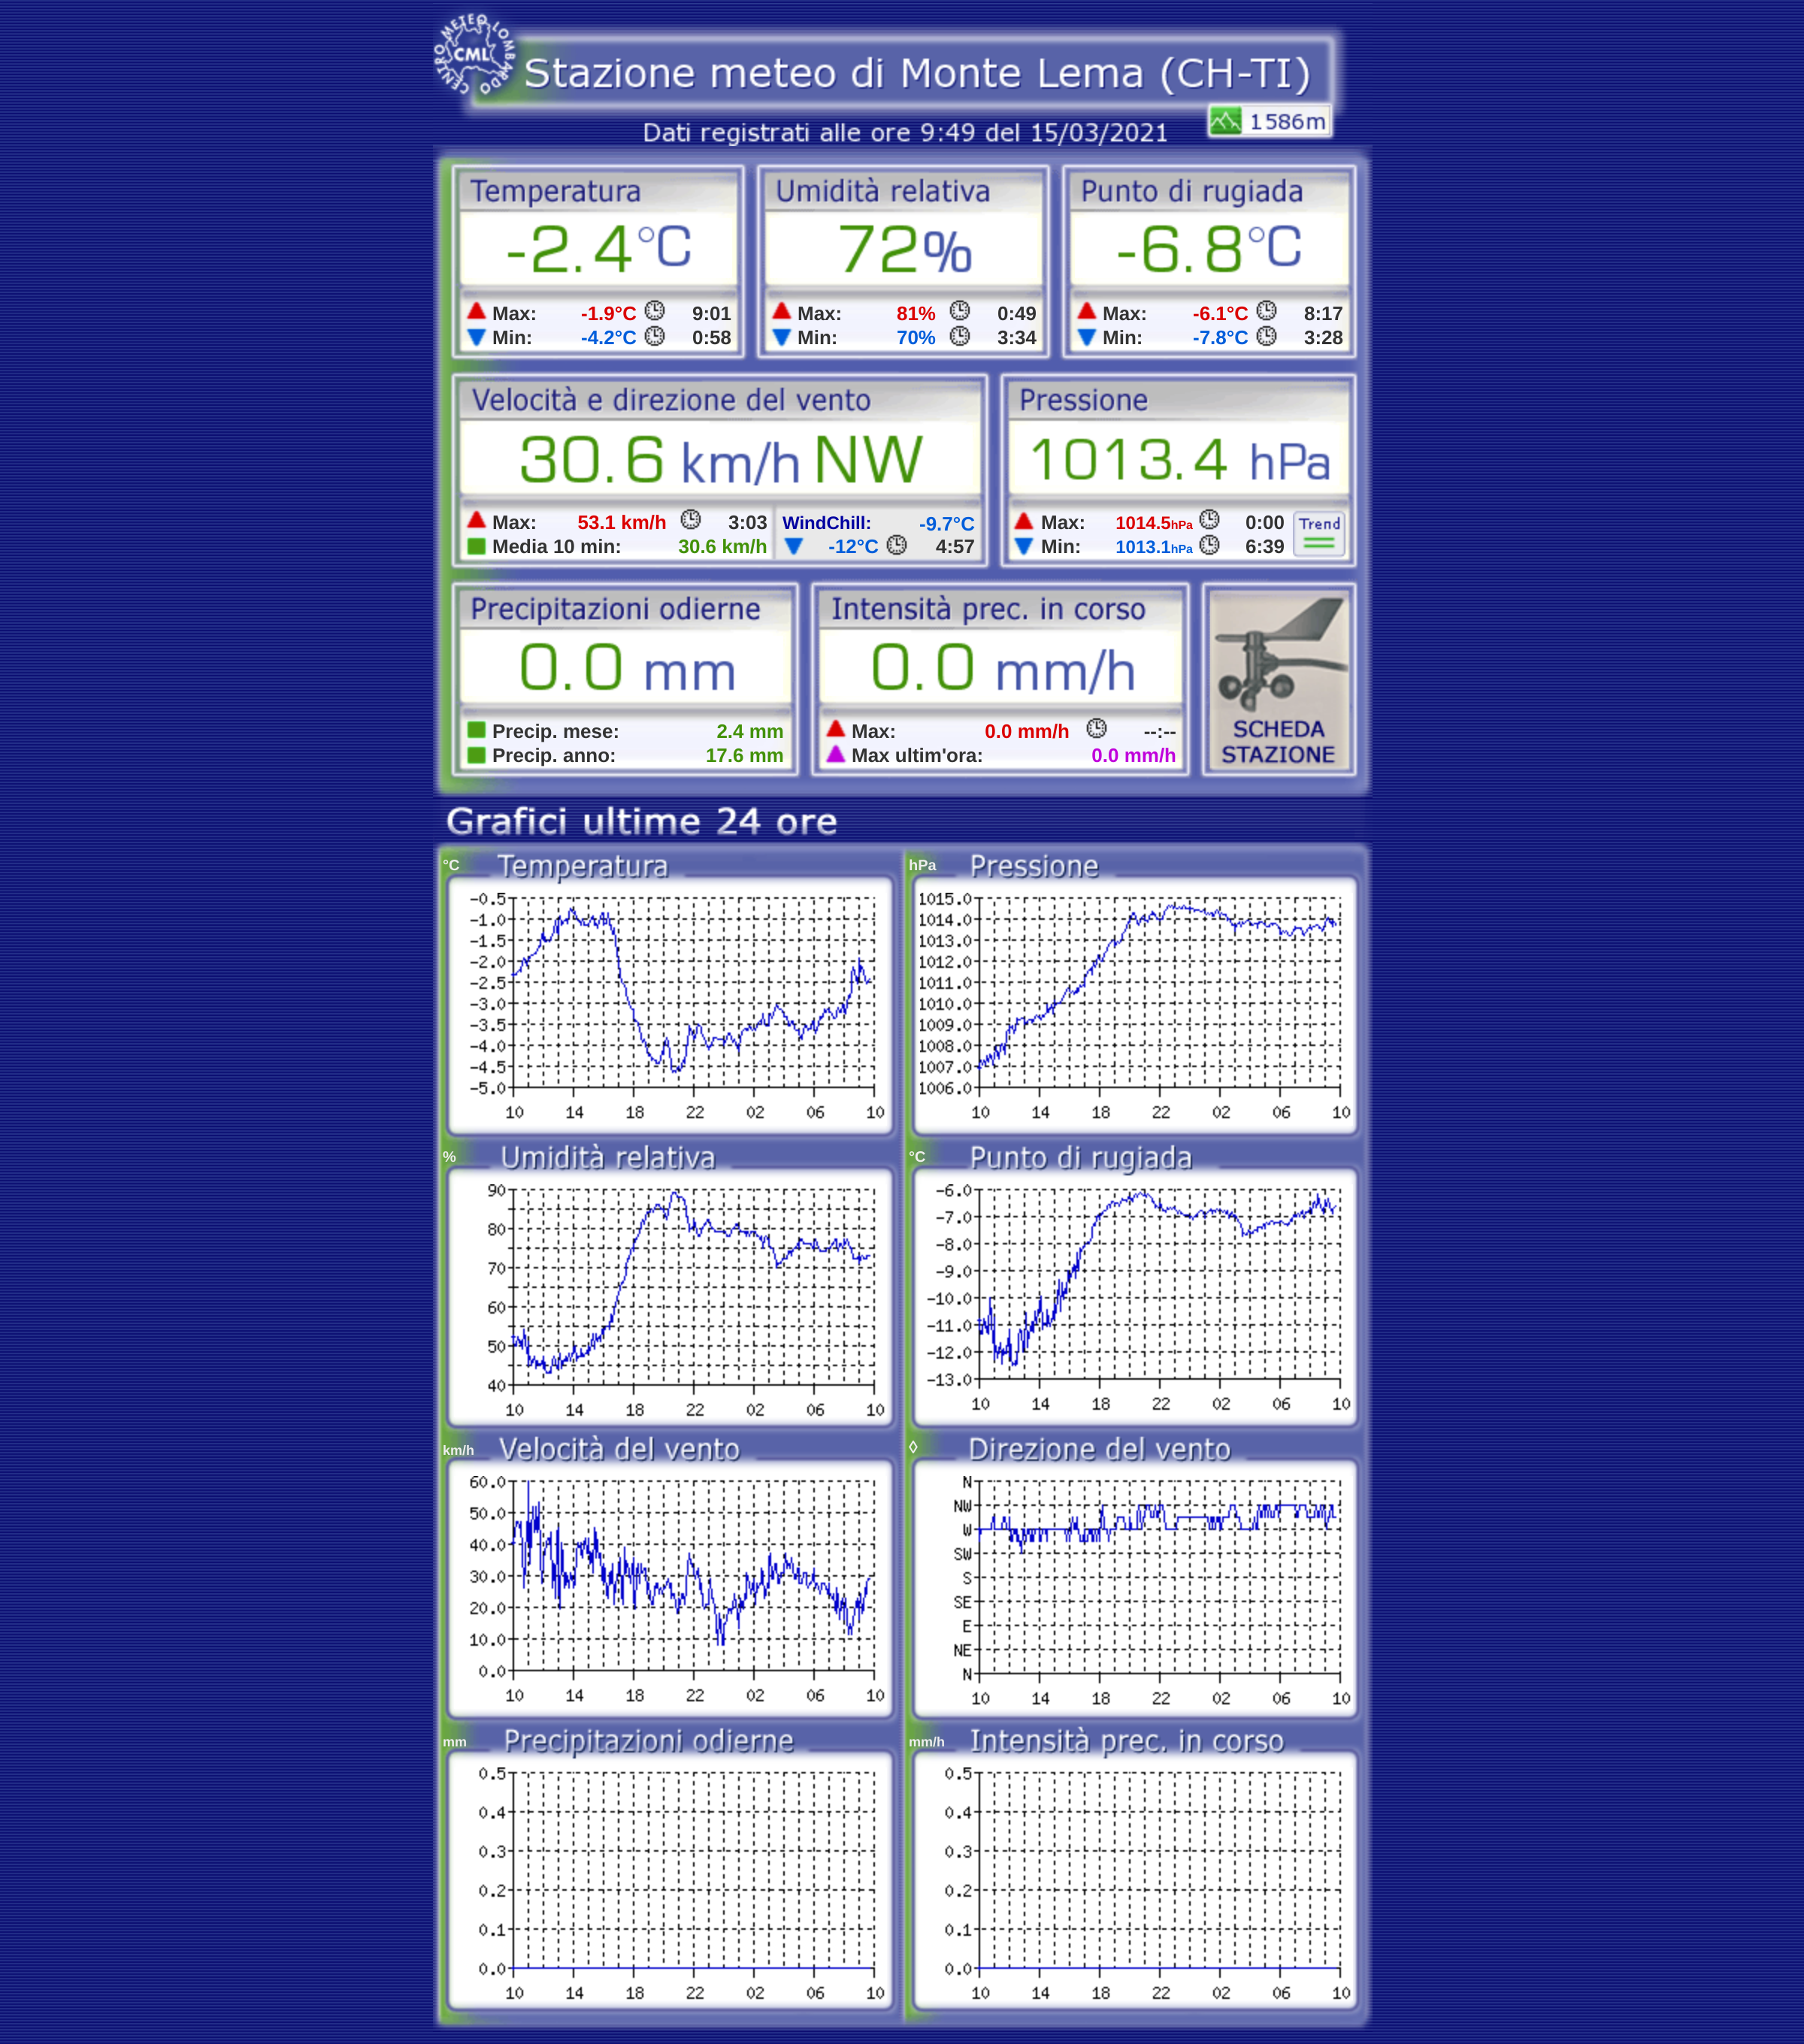 CENTRO METEO LOMBARDO
CML
Stazione meteo di Monte Lema (CH-TI)
1586m
Dati registrati alle ore 9:49 del 15/03/2021
Temperatura
-2.4°C
Max: -1.9°C 9:01
Min: -4.2°C 0:58
Umidità relativa
72%
Max: 81% 0:49
Min: 70% 3:34
Punto di rugiada
-6.8°C
Max: -6.1°C 8:17
Min: -7.8°C 3:28
Velocità e direzione del vento
30.6 km/h NW
Max: 53.1 km/h 3:03
Media 10 min: 30.6 km/h
WindChill: -9.7°C
-12°C 4:57
Pressione
1013.4 hPa
Max: 1014.5hPa 0:00
Min: 1013.1hPa 6:39
Trend
Precipitazioni odierne
0.0 mm
Precip. mese: 2.4 mm
Precip. anno: 17.6 mm
Intensità prec. in corso
0.0 mm/h
Max: 0.0 mm/h --:--
Max ultim'ora: 0.0 mm/h
SCHEDA
STAZIONE
Grafici ultime 24 ore
°C Temperatura
-0.5
-1.0
-1.5
-2.0
-2.5
-3.0
-3.5
-4.0
-4.5
-5.0
10 14 18 22 02 06 10
hPa Pressione
1015.0
1014.0
1013.0
1012.0
1011.0
1010.0
1009.0
1008.0
1007.0
1006.0
10 14 18 22 02 06 10
% Umidità relativa
90
80
70
60
50
40
10 14 18 22 02 06 10
°C Punto di rugiada
-6.0
-7.0
-8.0
-9.0
-10.0
-11.0
-12.0
-13.0
10 14 18 22 02 06 10
km/h Velocità del vento
60.0
50.0
40.0
30.0
20.0
10.0
0.0
10 14 18 22 02 06 10
◊ Direzione del vento
N
NW
W
SW
S
SE
E
NE
N
10 14 18 22 02 06 10
mm Precipitazioni odierne
0.5
0.4
0.3
0.2
0.1
0.0
10 14 18 22 02 06 10
mm/h Intensità prec. in corso
0.5
0.4
0.3
0.2
0.1
0.0
10 14 18 22 02 06 10